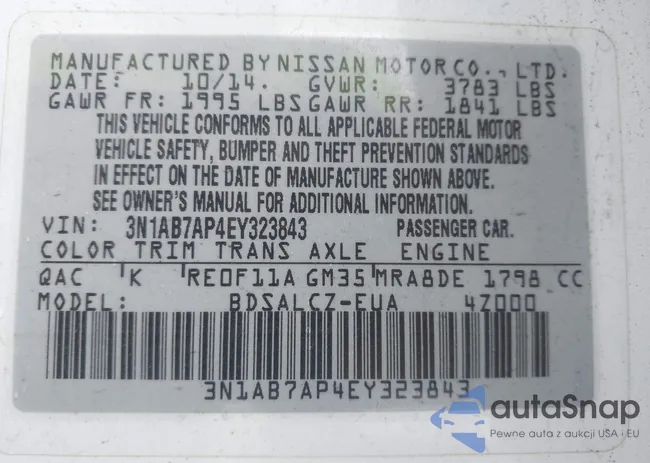 MANUFACTURED BY NISSAN MOTOR CO., LTD.
DATE: 10/14. GVWR: 3783 LBS
GAWR FR: 1995 LBS GAWR RR: 1841 LBS
THIS VEHICLE CONFORMS TO ALL APPLICABLE FEDERAL MOTOR
VEHICLE SAFETY, BUMPER AND THEFT PREVENTION STANDARDS
IN EFFECT ON THE DATE OF MANUFACTURE SHOWN ABOVE.
SEE OWNER'S MANUAL FOR ADDITIONAL INFORMATION.
VIN: 3N1AB7AP4EY323843 PASSENGER CAR.
COLOR TRIM TRANS AXLE ENGINE
QAC K RE0F11A GM35 MRA8DE 1798 CC
MODEL: BDSALCZ-EUA 4Z000
3N1AB7AP4EY323843
autaSnap
Pewne auta z aukcji USA i EU